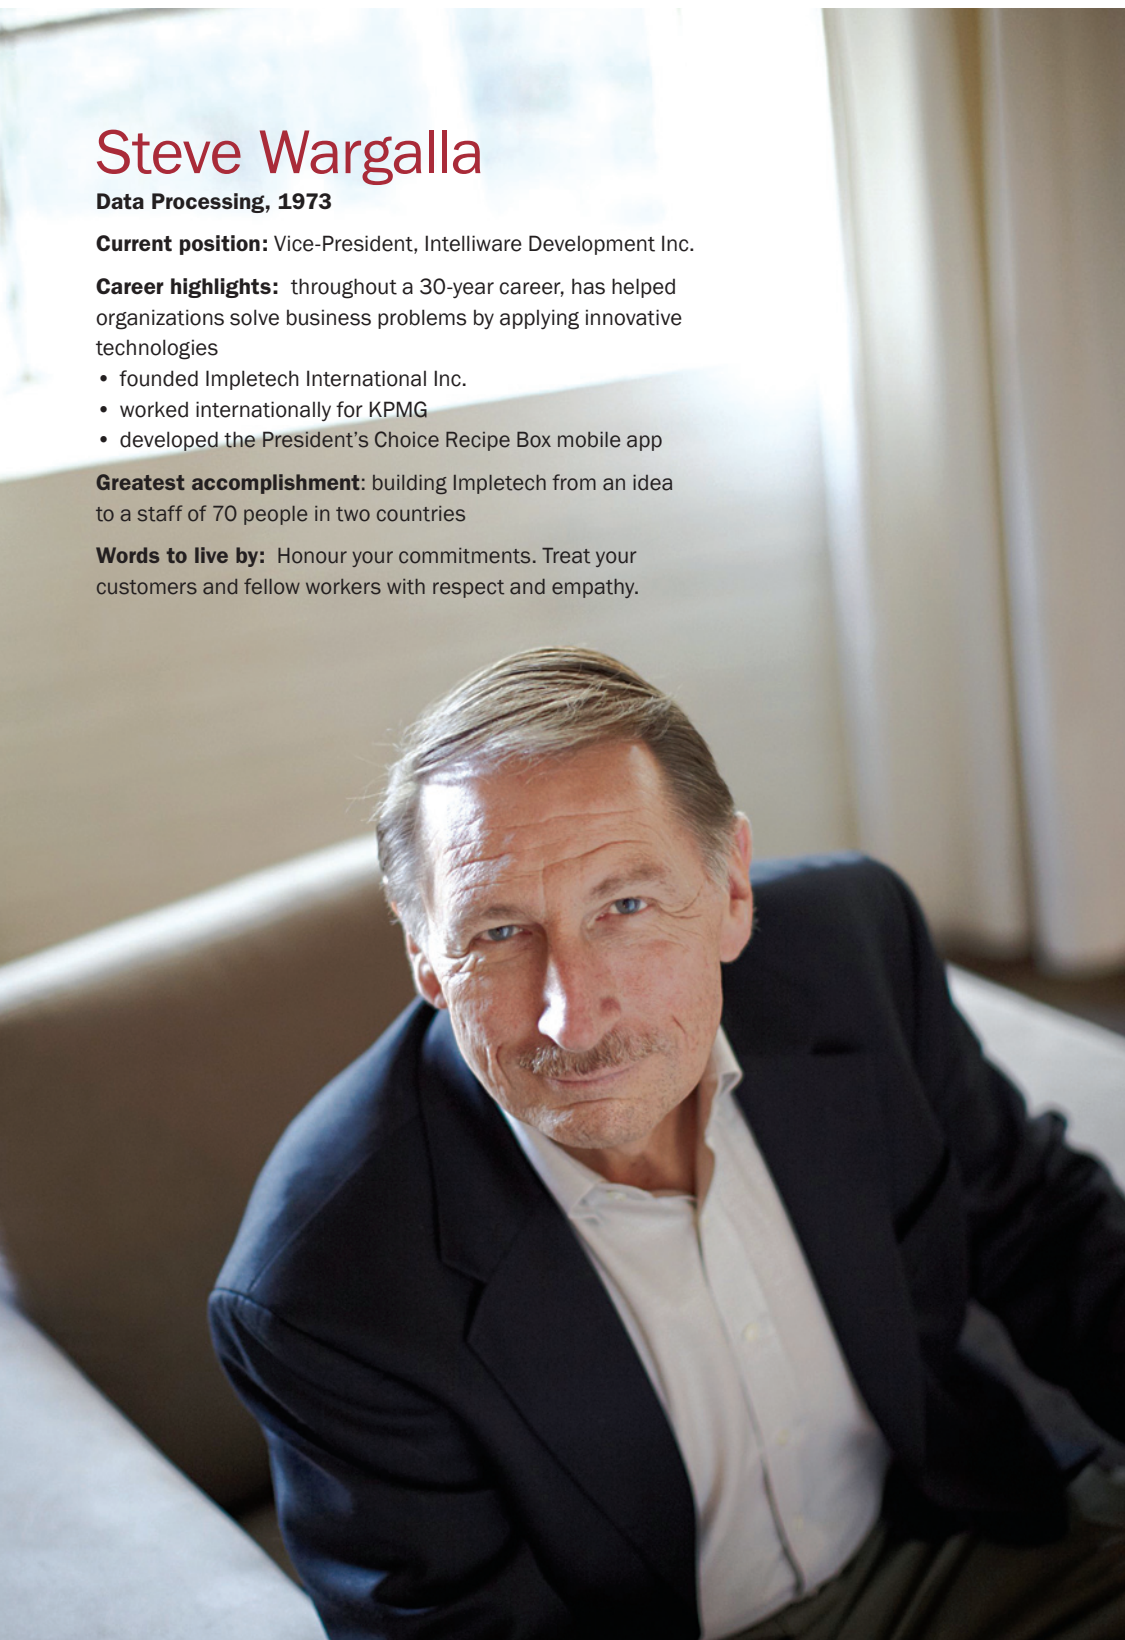 Steve Wargalla
Data Processing, 1973
Current position: Vice-President, Intelliware Development Inc.
Career highlights: throughout a 30-year career, has helped
organizations solve business problems by applying innovative
technologies
• founded Impletech International Inc.
• worked internationally for KPMG
• developed the President's Choice Recipe Box mobile app
Greatest accomplishment: building Impletech from an idea
to a staff of 70 people in two countries
Words to live by: Honour your commitments. Treat your
customers and fellow workers with respect and empathy.